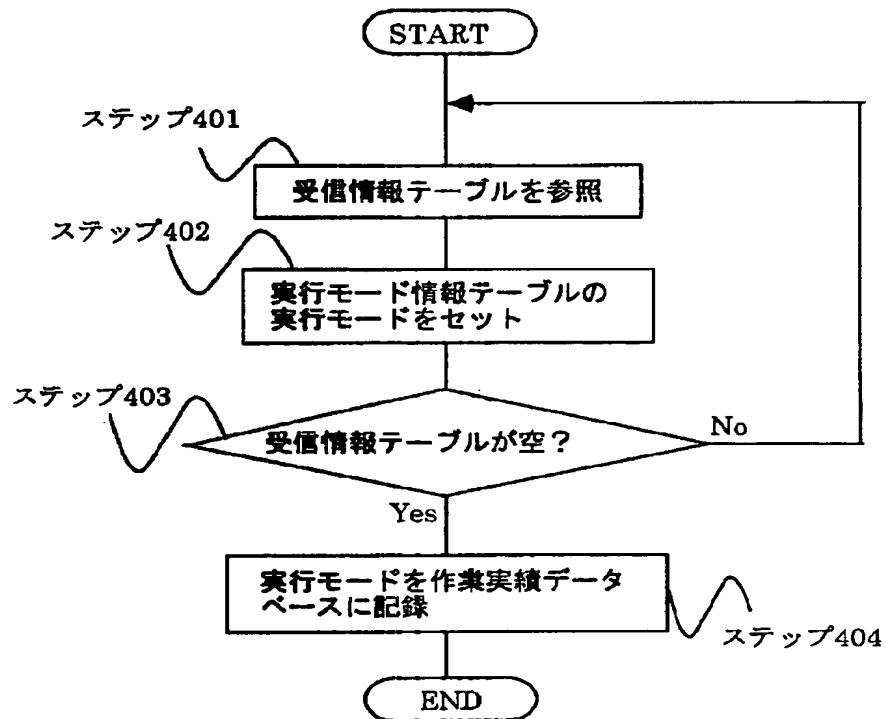 START
ステップ401
受信情報テーブルを参照
ステップ402
実行モード情報テーブルの
実行モードをセット
ステップ403
受信情報テーブルが空？
No
Yes
実行モードを作業実績データ
ベースに記録
ステップ404
END